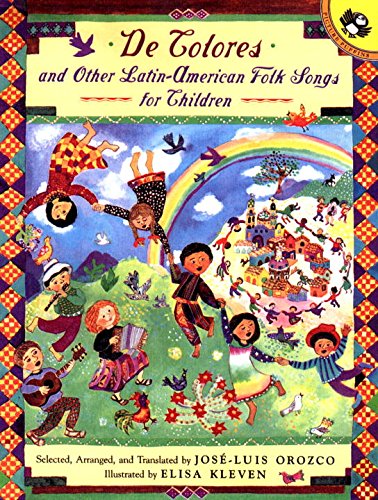 De Colores
and Other Latin-American Folk Songs
for Children
Selected, Arranged, and Translated by JOSÉ-LUIS OROZCO
Illustrated by ELISA KLEVEN